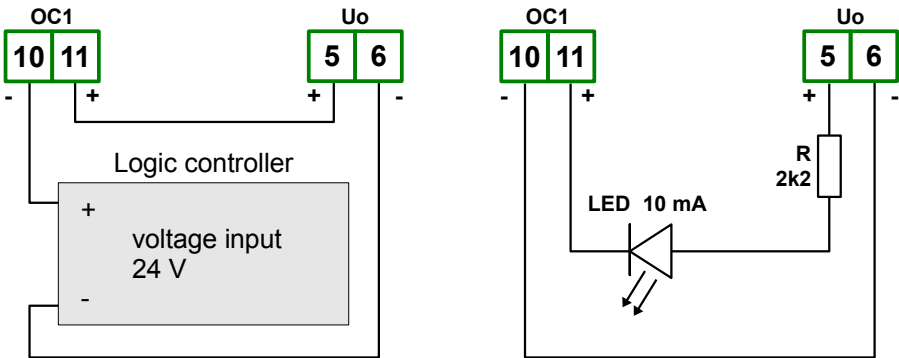 OC1
Uo
10 11
5 6
- +
+ -
Logic controller
+
voltage input
24 V
-
OC1
Uo
10 11
5 6
- +
+ -
R
2k2
LED 10 mA